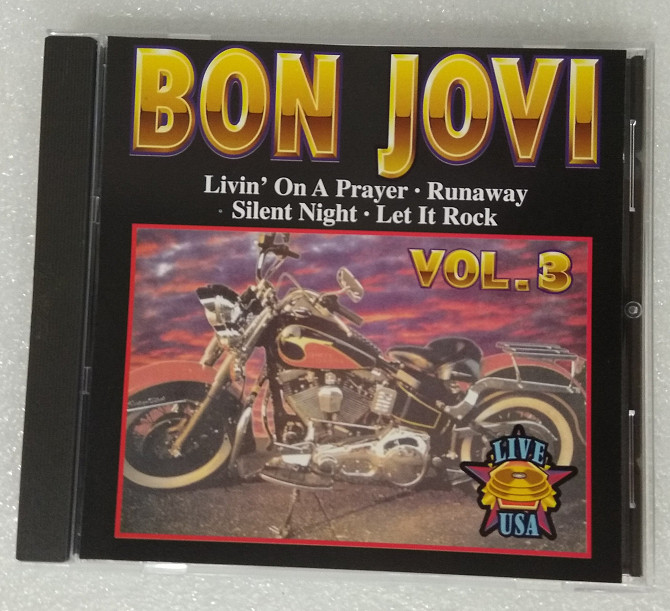 BON JOVI
Livin' On A Prayer · Runaway
· Silent Night · Let It Rock
VOL.3
LIVE
USA